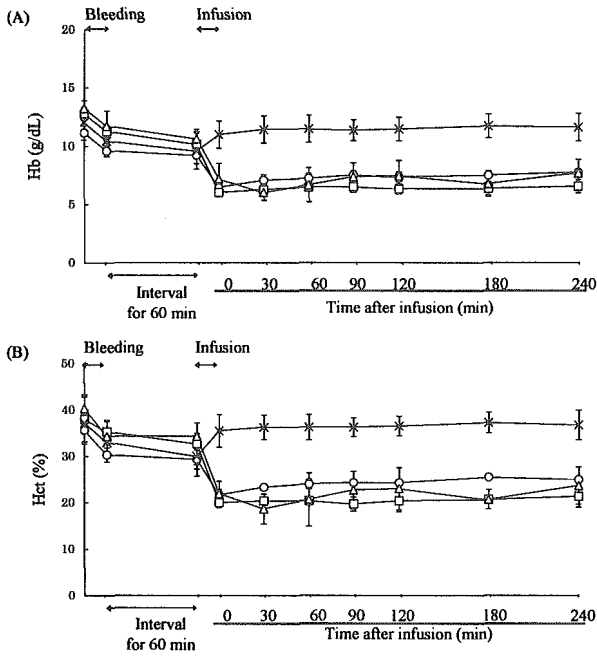 (A)
Bleeding Infusion
20
15
10
5
0
Hb (g/dL)
Interval
for 60 min
0 30 60 90 120 180 240
Time after infusion (min)
(B)
Bleeding Infusion
50
40
30
20
10
0
Hct (%)
Interval
for 60 min
0 30 60 90 120 180 240
Time after infusion (min)